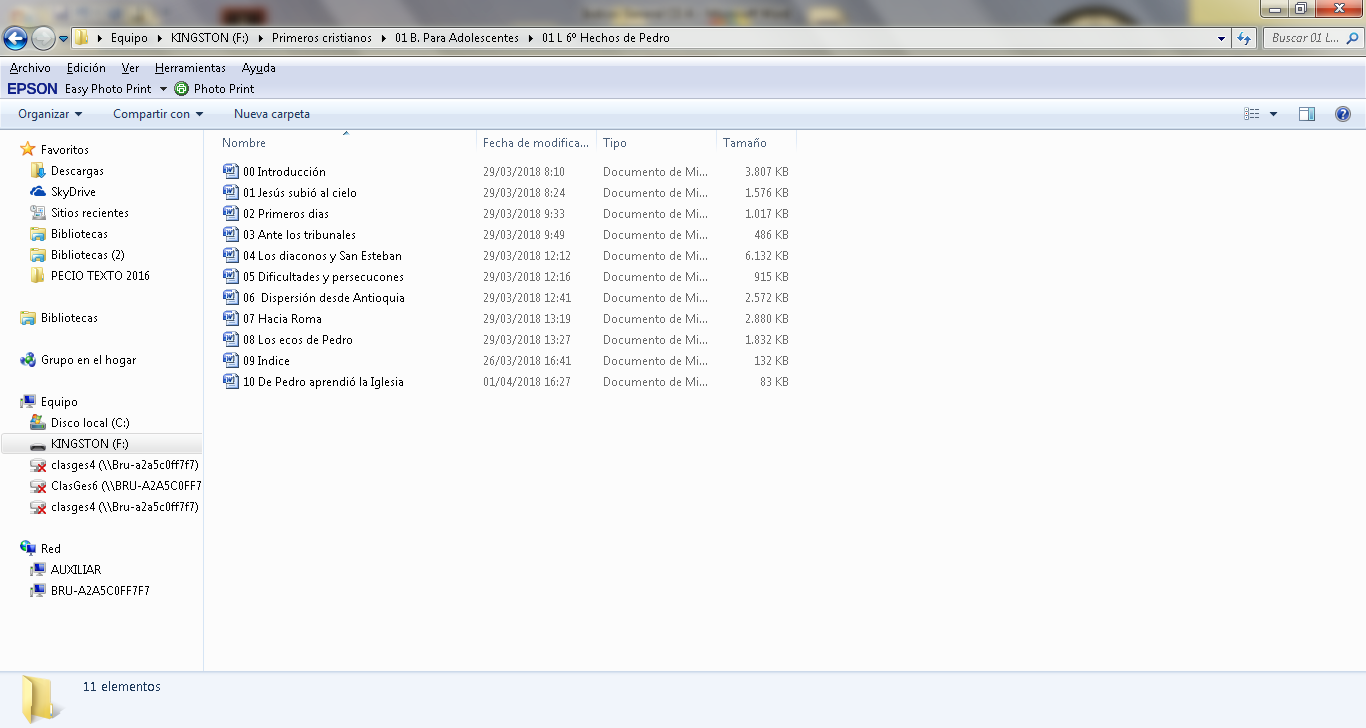 Equipo KINGSTON (F:) Primeros cristianos 01 B. Para Adolescentes 01 L 6º Hechos de Pedro Buscar 01 L...
Archivo Edición Ver Herramientas Ayuda
EPSON Easy Photo Print Photo Print
Organizar Compartir con Nueva carpeta
Favoritos
Descargas
SkyDrive
Sitios recientes
Bibliotecas
Bibliotecas (2)
PECIO TEXTO 2016
Bibliotecas
Grupo en el hogar
Equipo
Disco local (C:)
KINGSTON (F:)
clasges4 (\\Bru-a2a5c0ff7f7)
ClasGes6 (\\BRU-A2A5C0FF7
clasges4 (\\Bru-a2a5c0ff7f7)
Red
AUXILIAR
BRU-A2A5C0FF7F7
Nombre Fecha de modifica... Tipo Tamaño
00 Introducción 29/03/2018 8:10 Documento de Mi... 3.807 KB
01 Jesús subió al cielo 29/03/2018 8:24 Documento de Mi... 1.576 KB
02 Primeros dias 29/03/2018 9:33 Documento de Mi... 1.017 KB
03 Ante los tribunales 29/03/2018 9:49 Documento de Mi... 486 KB
04 Los diaconos y San Esteban 29/03/2018 12:12 Documento de Mi... 6.132 KB
05 Dificultades y persecucones 29/03/2018 12:16 Documento de Mi... 915 KB
06 Dispersión desde Antioquia 29/03/2018 12:41 Documento de Mi... 2.572 KB
07 Hacia Roma 29/03/2018 13:19 Documento de Mi... 2.880 KB
08 Los ecos de Pedro 29/03/2018 13:27 Documento de Mi... 1.832 KB
09 Indice 26/03/2018 16:41 Documento de Mi... 132 KB
10 De Pedro aprendió la Iglesia 01/04/2018 16:27 Documento de Mi... 83 KB
11 elementos